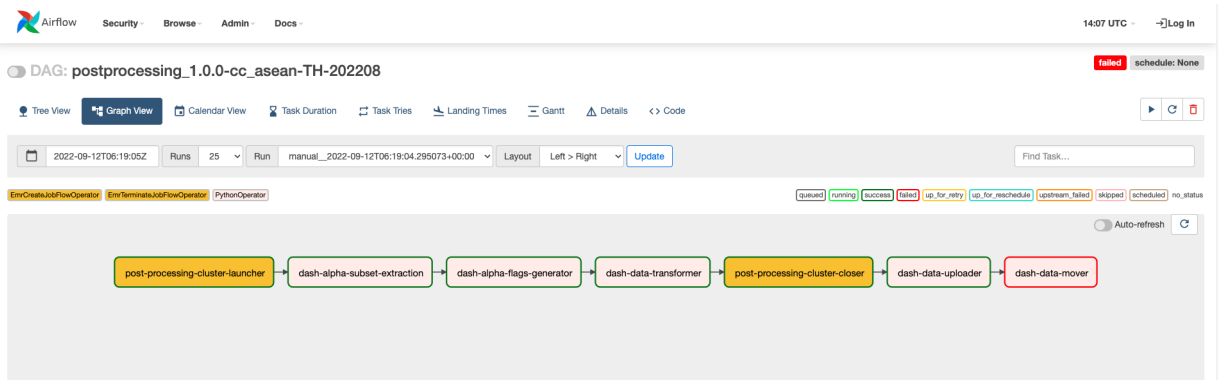 Airflow Security Browse Admin Docs 14:07 UTC Log In
DAG: postprocessing_1.0.0-cc_asean-TH-202208 failed schedule: None
Tree View Graph View Calendar View Task Duration Task Tries Landing Times Gantt Details <> Code
2022-09-12T06:19:05Z Runs 25 Run manual__2022-09-12T06:19:04.295073+00:00 Layout Left > Right Update Find Task...
EmrCreateJobFlowOperator EmrTerminateJobFlowOperator PythonOperator queued running success failed up_for_retry up_for_reschedule upstream_failed skipped scheduled no_status
Auto-refresh
post-processing-cluster-launcher dash-alpha-subset-extraction dash-alpha-flags-generator dash-data-transformer post-processing-cluster-closer dash-data-uploader dash-data-mover